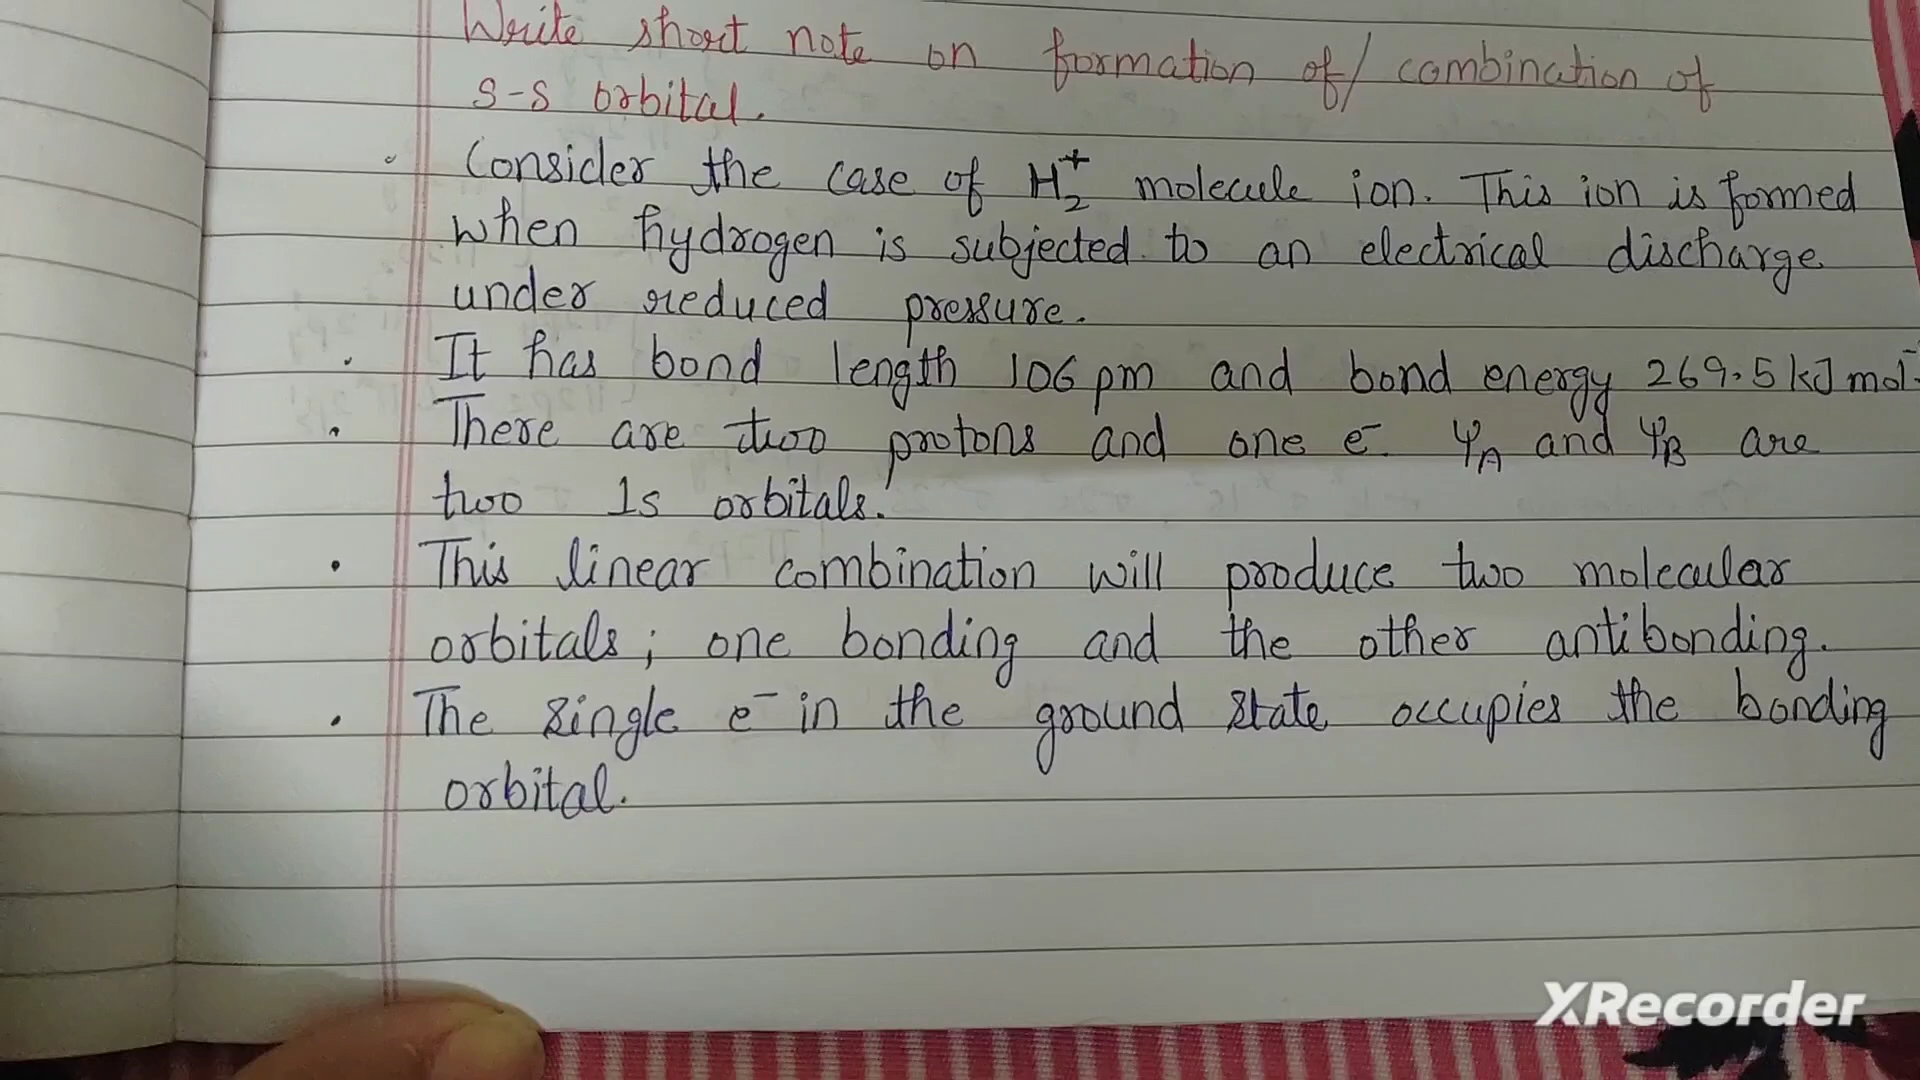 Write short note on formation of/ combination of
s-s orbital.
Consider the case of H₂⁺ molecule ion. This ion is formed
when hydrogen is subjected to an electrical discharge
under reduced pressure.
It has bond length 106 pm and bond energy 269.5 kJ mol⁻
There are two protons and one e⁻. ψA and ψB are
two 1s orbitals.
This linear combination will produce two molecular
orbitals; one bonding and the other antibonding.
The single e⁻ in the ground state occupies the bonding
orbital.
XRecorder